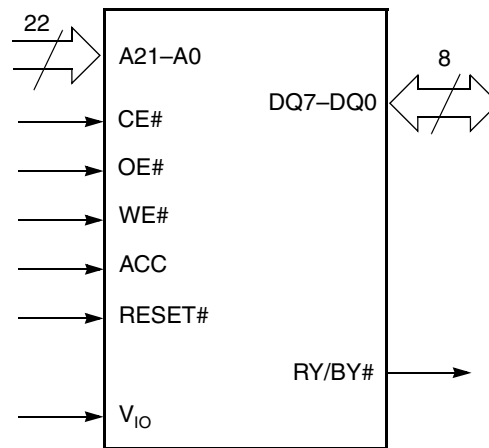 22
A21–A0
8
DQ7–DQ0
CE#
OE#
WE#
ACC
RESET#
RY/BY#
VIO